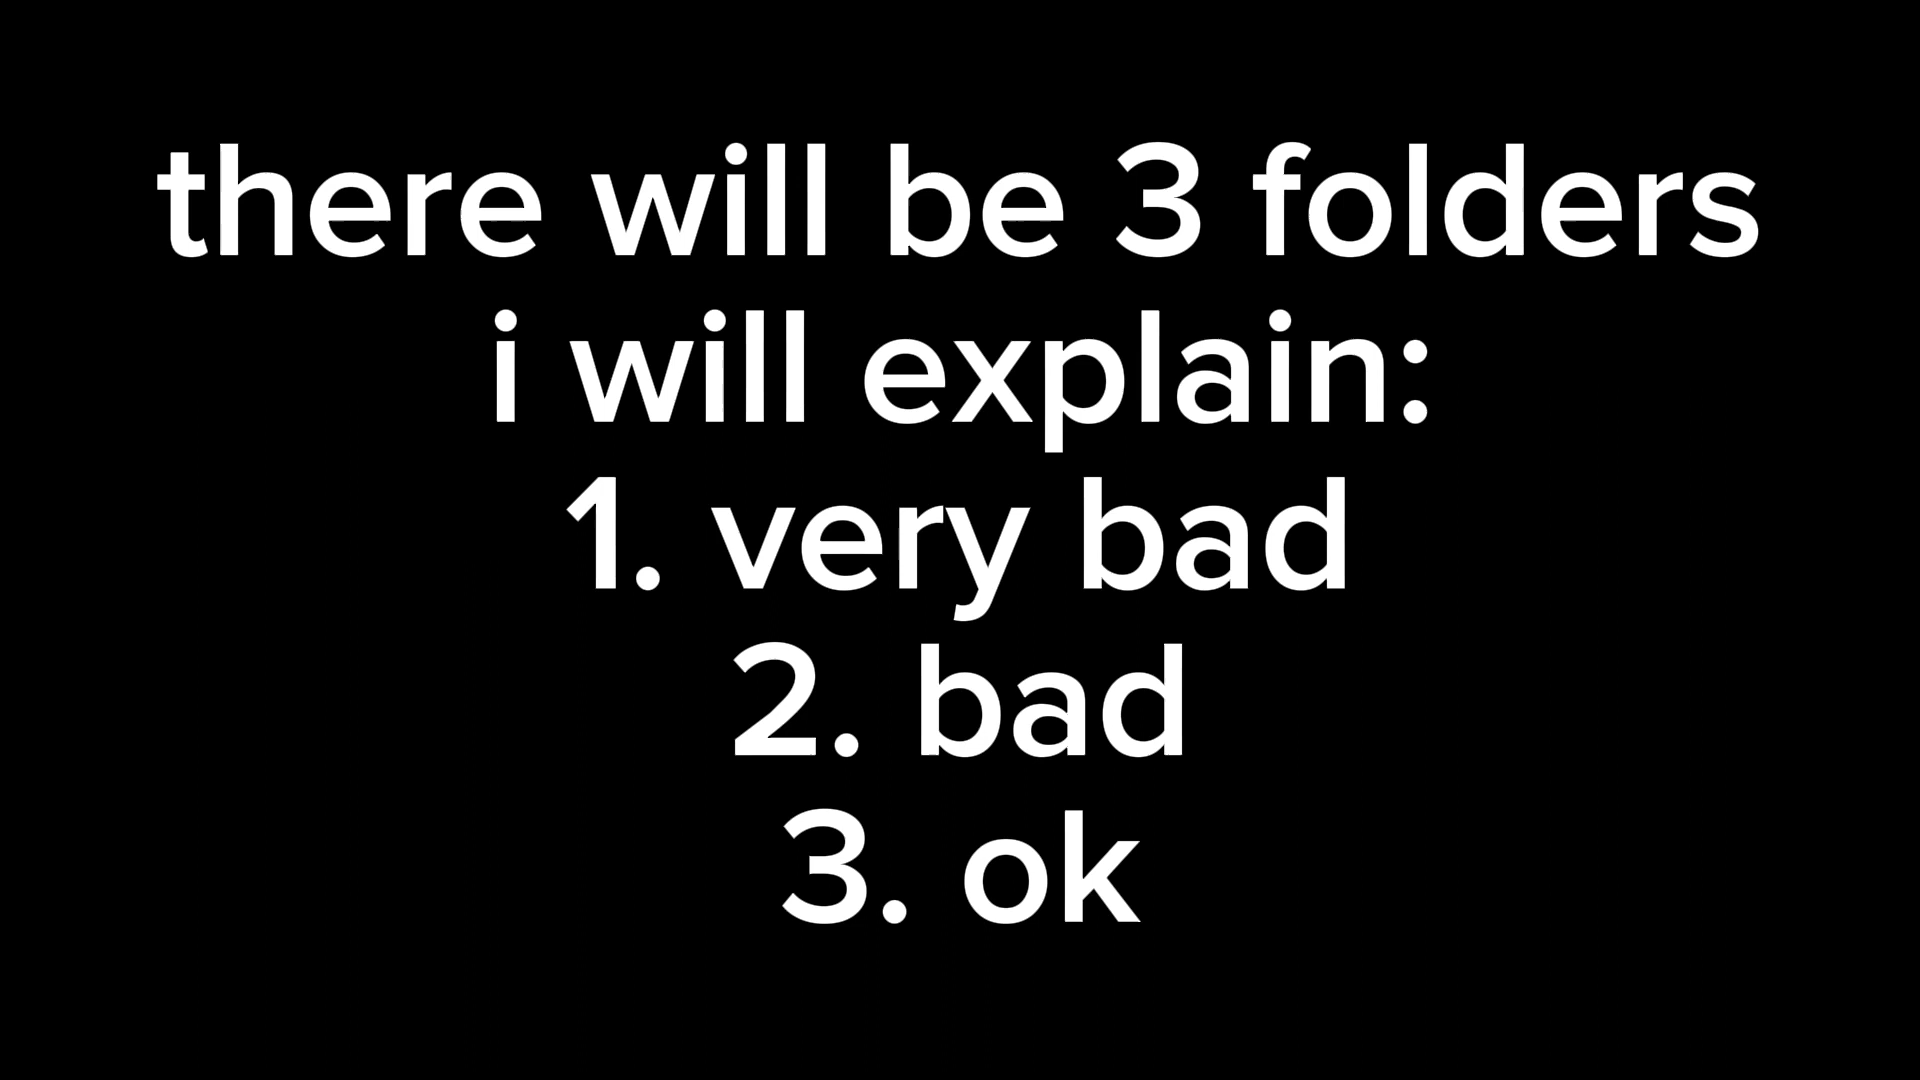 there will be 3 folders
i will explain:
1. very bad
2. bad
3. ok